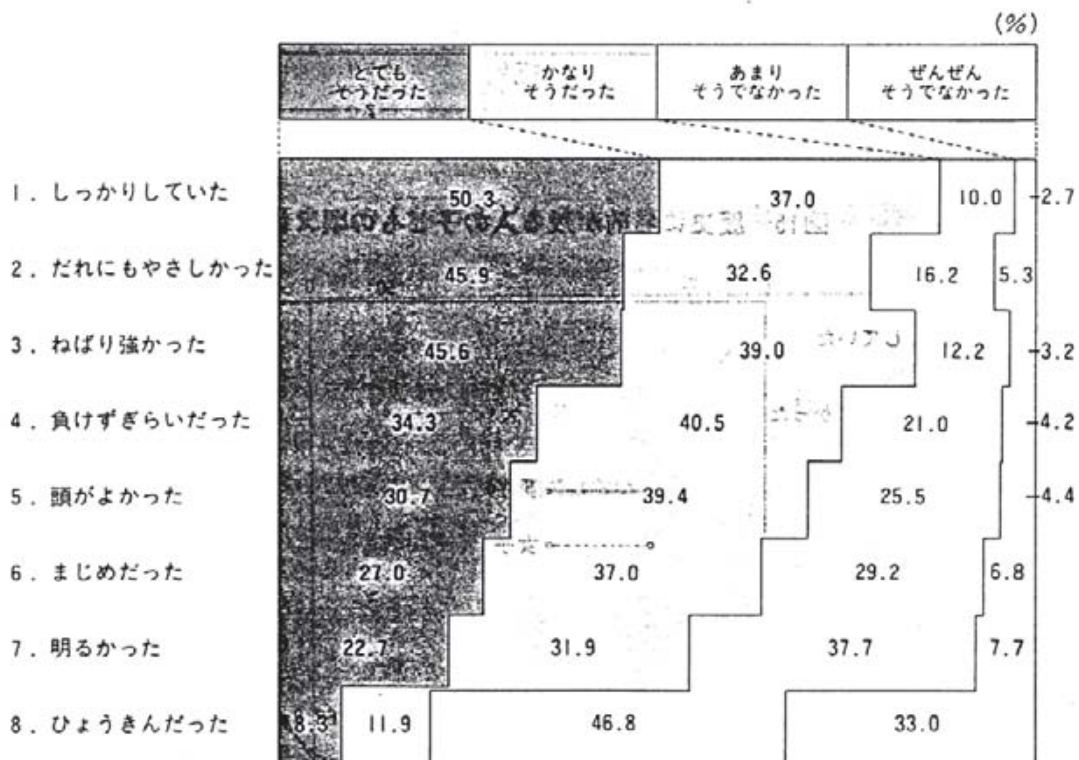 (%)
とても
そうだった
かなり
そうだった
あまり
そうでなかった
ぜんぜん
そうでなかった
1. しっかりしていた 50.3 37.0 10.0 2.7
2. だれにもやさしかった 45.9 32.6 16.2 5.3
3. ねばり強かった 45.6 39.0 12.2 3.2
4. 負けずぎらいだった 34.3 40.5 21.0 4.2
5. 頭がよかった 30.7 39.4 25.5 4.4
6. まじめだった 27.0 37.0 29.2 6.8
7. 明るかった 22.7 31.9 37.7 7.7
8. ひょうきんだった 8.3 11.9 46.8 33.0